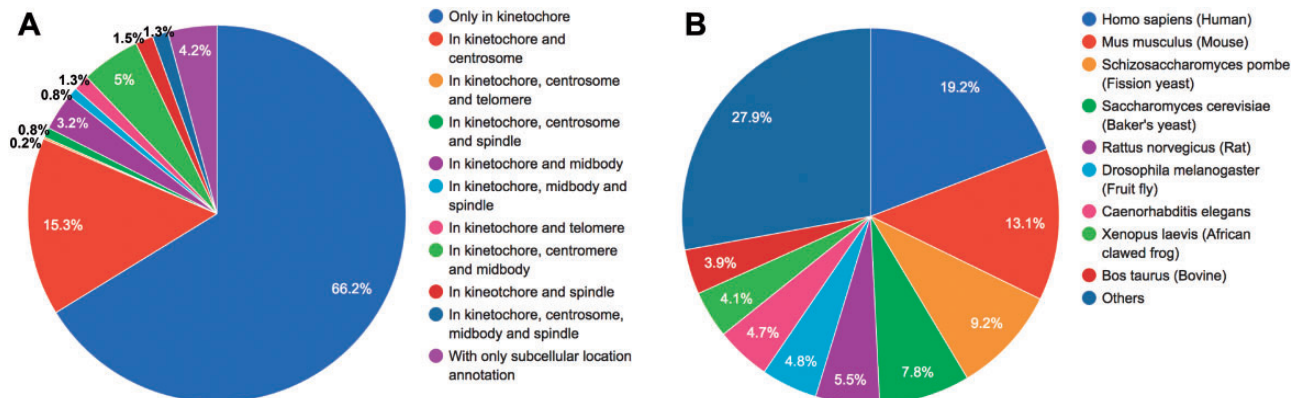 A
Only in kinetochore
In kinetochore and
centrosome
In kinetochore, centrosome
and telomere
In kinetochore, centrosome
and spindle
In kinetochore and midbody
In kinetochore, midbody and
spindle
In kinetochore and telomere
In kinetochore, centromere
and midbody
In kineotchore and spindle
In kinetochore, centrosome,
midbody and spindle
With only subcellular location
annotation
1.5%
1.3%
4.2%
5%
1.3%
0.8%
3.2%
0.8%
0.2%
15.3%
66.2%
B
Homo sapiens (Human)
Mus musculus (Mouse)
Schizosaccharomyces pombe
(Fission yeast)
Saccharomyces cerevisiae
(Baker's yeast)
Rattus norvegicus (Rat)
Drosophila melanogaster
(Fruit fly)
Caenorhabditis elegans
Xenopus laevis (African
clawed frog)
Bos taurus (Bovine)
Others
19.2%
27.9%
13.1%
3.9%
4.1%
9.2%
4.7%
4.8%
7.8%
5.5%